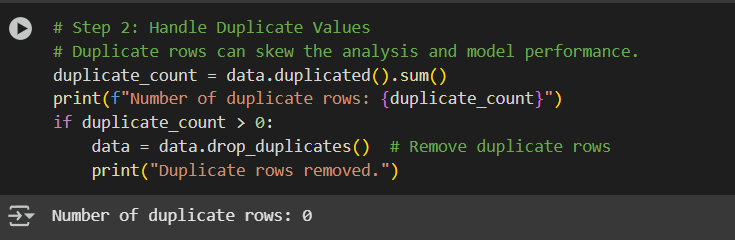 # Step 2: Handle Duplicate Values
# Duplicate rows can skew the analysis and model performance.
duplicate_count = data.duplicated().sum()
print(f"Number of duplicate rows: {duplicate_count}")
if duplicate_count > 0:
    data = data.drop_duplicates()  # Remove duplicate rows
    print("Duplicate rows removed.")
Number of duplicate rows: 0